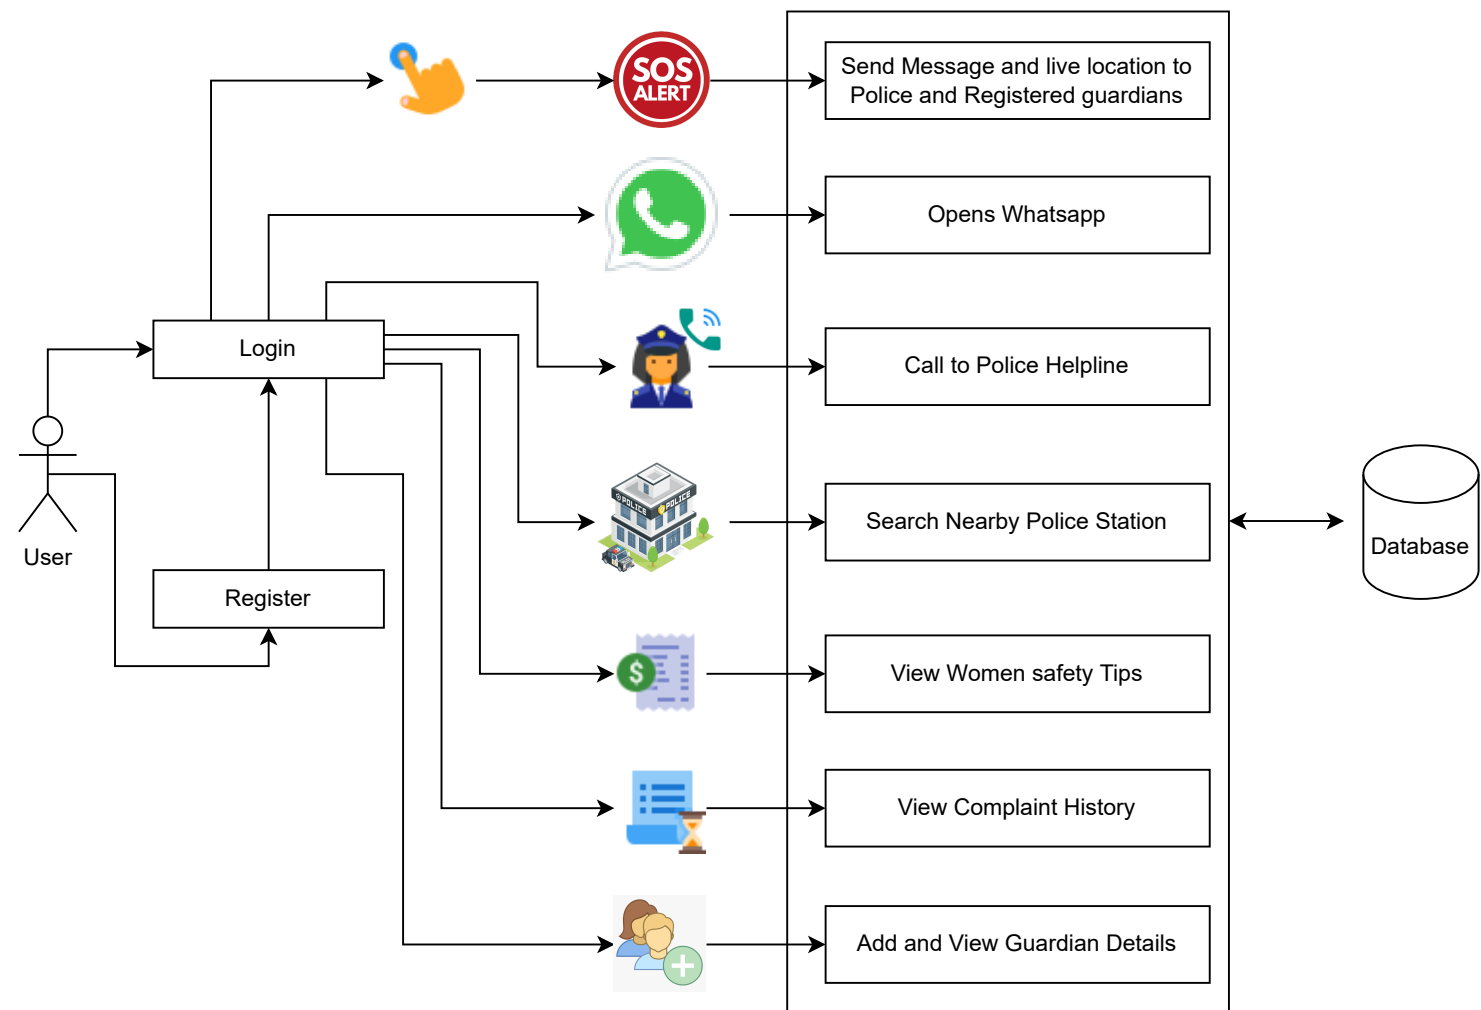 SOS
ALERT
Send Message and live location to
Police and Registered guardians
Opens Whatsapp
Login
Call to Police Helpline
POLICE
POLICE
Search Nearby Police Station
User
Database
Register
$
View Women safety Tips
View Complaint History
Add and View Guardian Details